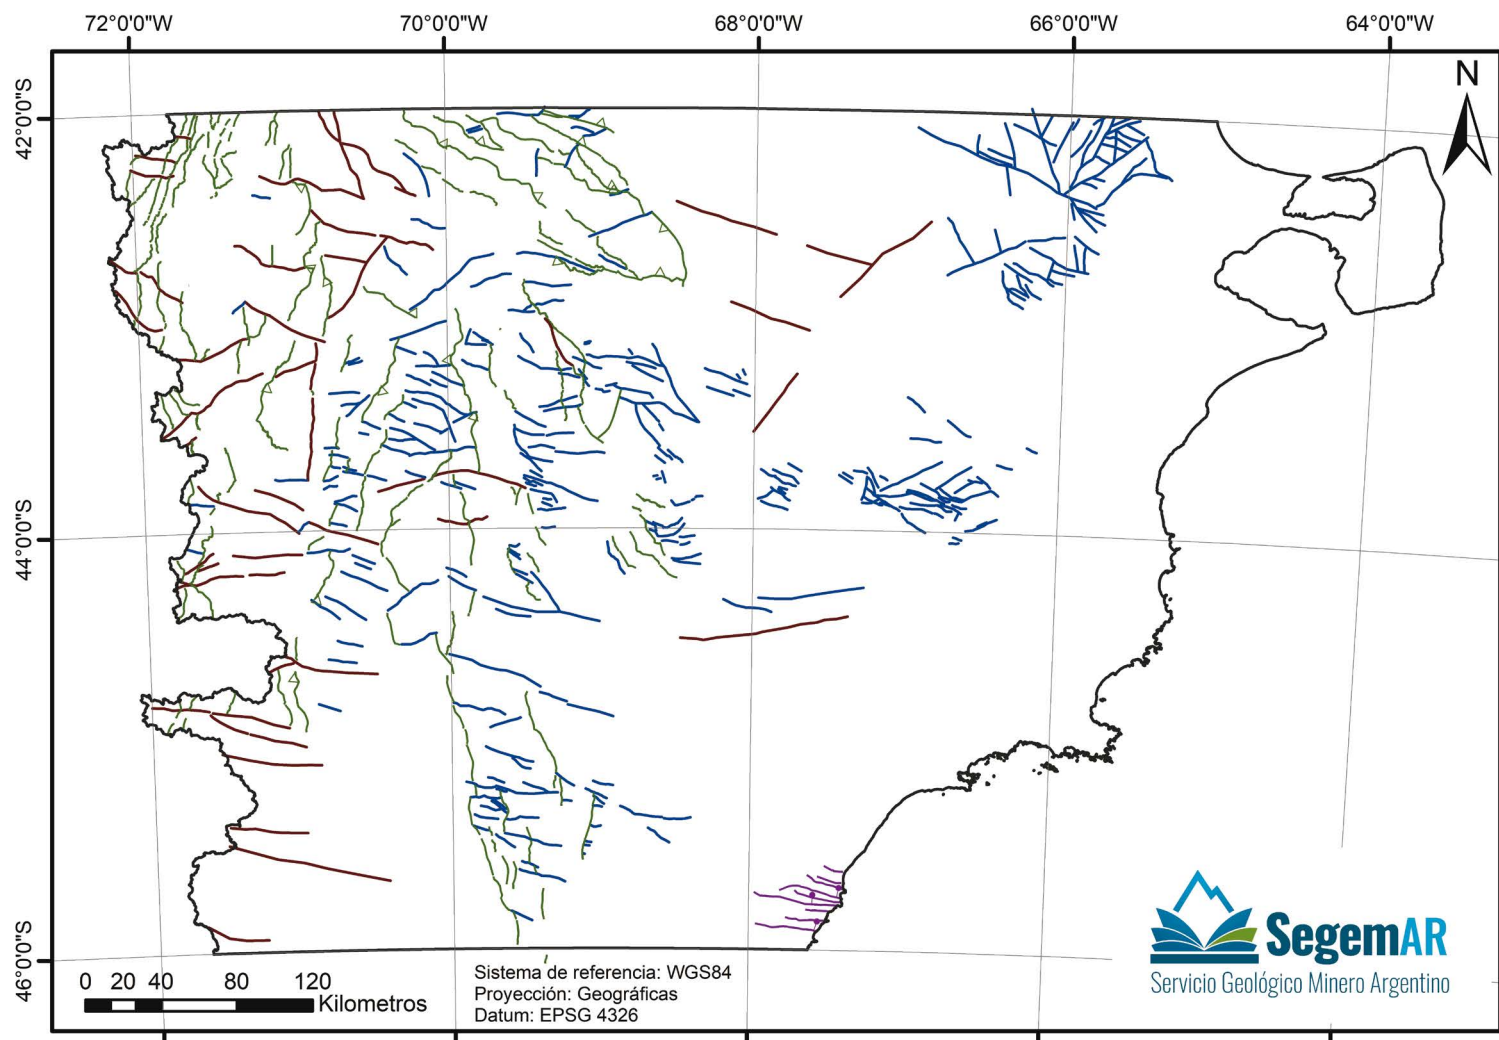 72°0'0"W
70°0'0"W
68°0'0"W
66°0'0"W
64°0'0"W
N
42°0'0"S
44°0'0"S
46°0'0"S
0 20 40 80 120
Kilometros
Sistema de referencia: WGS84
Proyección: Geográficas
Datum: EPSG 4326
SegemAR
Servicio Geológico Minero Argentino